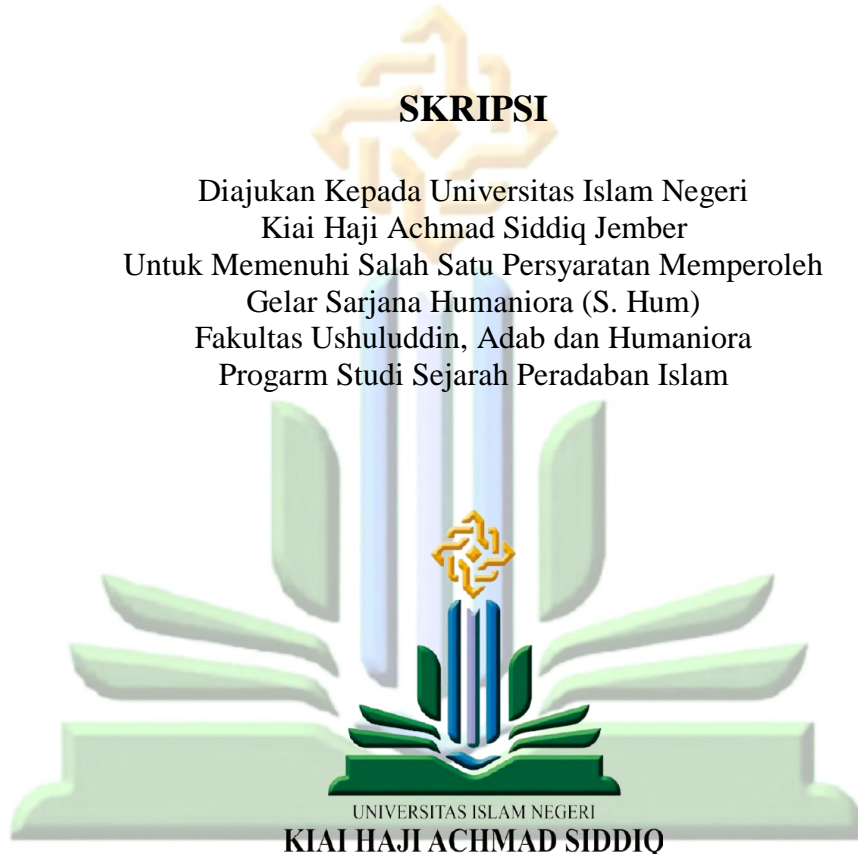 SKRIPSI
Diajukan Kepada Universitas Islam Negeri
Kiai Haji Achmad Siddiq Jember
Untuk Memenuhi Salah Satu Persyaratan Memperoleh
Gelar Sarjana Humaniora (S. Hum)
Fakultas Ushuluddin, Adab dan Humaniora
Progarm Studi Sejarah Peradaban Islam
UNIVERSITAS ISLAM NEGERI
KIAI HAJI ACHMAD SIDDIQ